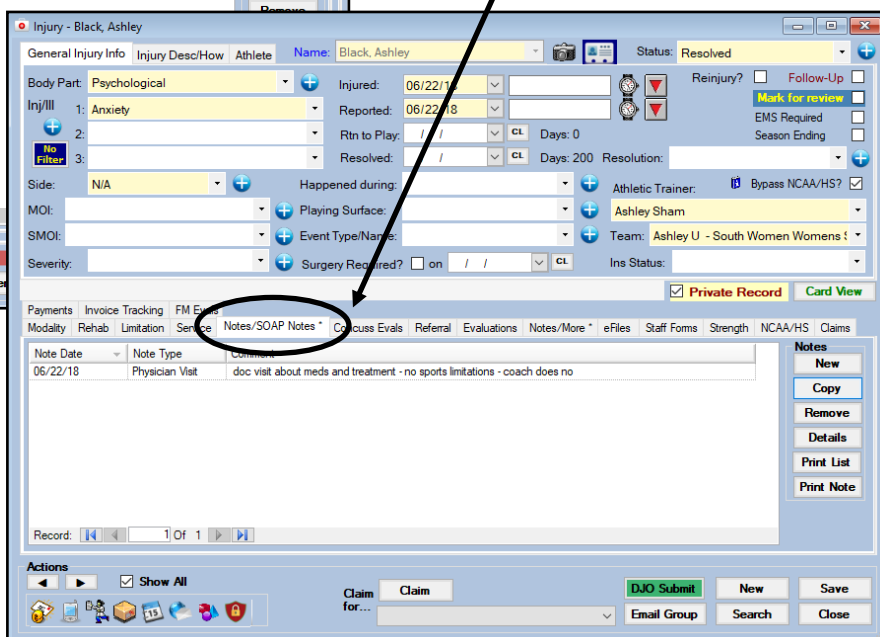 Remove
Injury - Black, Ashley
General Injury Info Injury Desc/How Athlete Name: Black, Ashley Status: Resolved
Body Part: Psychological Injured: 06/22/18 Reinjury? Follow-Up
Inj/Ill 1: Anxiety Reported: 06/22/18 Mark for review
2: Rtn to Play: / / CL Days: 0 EMS Required
No Filter 3: Resolved: / CL Days: 200 Resolution: Season Ending
Side: N/A Happened during: Athletic Trainer: Bypass NCAA/HS?
MOI: Playing Surface: Ashley Sham
SMOI: Event Type/Name: Team: Ashley U - South Women Womens
Severity: Surgery Required? on / / CL Ins Status:
Private Record Card View
Payments Invoice Tracking FM Evals
Modality Rehab Limitation Service Notes/SOAP Notes * Concuss Evals Referral Evaluations Notes/More * eFiles Staff Forms Strength NCAA/HS Claims
Note Date Note Type Comment Notes
06/22/18 Physician Visit doc visit about meds and treatment - no sports limitations - coach does no New
Copy
Remove
Details
Print List
Print Note
Record: 1 Of 1
Actions
Show All Claim for... Claim DJO Submit New Save
15 Email Group Search Close